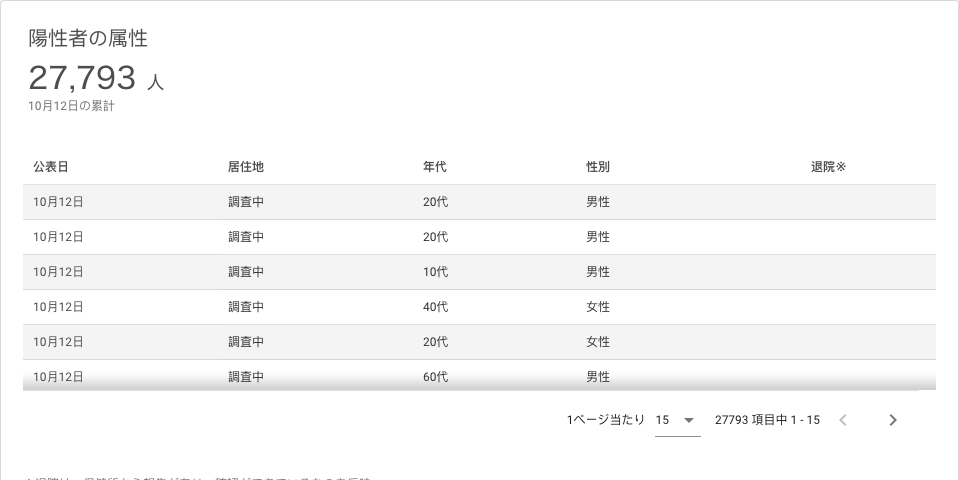 陽性者の属性
27,793 人
10月12日の累計
公表日 居住地 年代 性別 退院※
10月12日 調査中 20代 男性
10月12日 調査中 20代 男性
10月12日 調査中 10代 男性
10月12日 調査中 40代 女性
10月12日 調査中 20代 女性
10月12日 調査中 60代 男性
1ページ当たり 15 27793 項目中 1 - 15